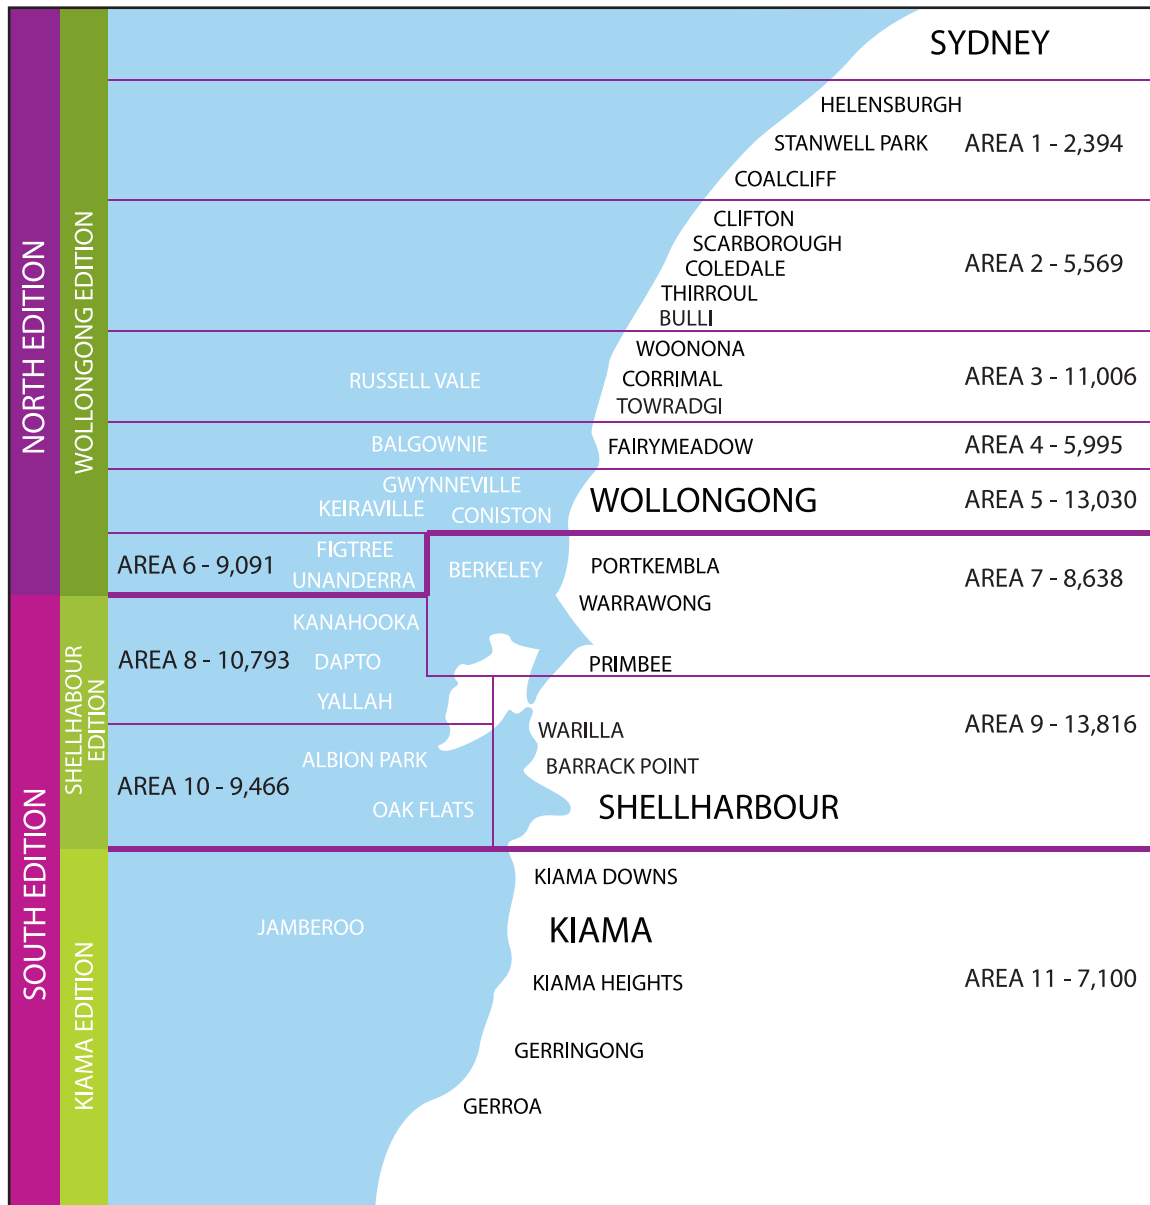 NORTH EDITION
SOUTH EDITION
WOLLONGONG EDITION
SHELLHABOUR
EDITION
KIAMA EDITION
SYDNEY
HELENSBURGH
STANWELL PARK
AREA 1 - 2,394
COALCLIFF
CLIFTON
SCARBOROUGH
COLEDALE
AREA 2 - 5,569
THIRROUL
BULLI
WOONONA
RUSSELL VALE
CORRIMAL
AREA 3 - 11,006
TOWRADGI
BALGOWNIE
FAIRYMEADOW
AREA 4 - 5,995
GWYNNEVILLE
KEIRAVILLE
CONISTON
WOLLONGONG
AREA 5 - 13,030
AREA 6 - 9,091
FIGTREE
UNANDERRA
BERKELEY
PORTKEMBLA
WARRAWONG
AREA 7 - 8,638
KANAHOOKA
AREA 8 - 10,793
DAPTO
PRIMBEE
YALLAH
WARILLA
AREA 9 - 13,816
ALBION PARK
BARRACK POINT
AREA 10 - 9,466
OAK FLATS
SHELLHARBOUR
KIAMA DOWNS
JAMBEROO
KIAMA
KIAMA HEIGHTS
AREA 11 - 7,100
GERRINGONG
GERROA